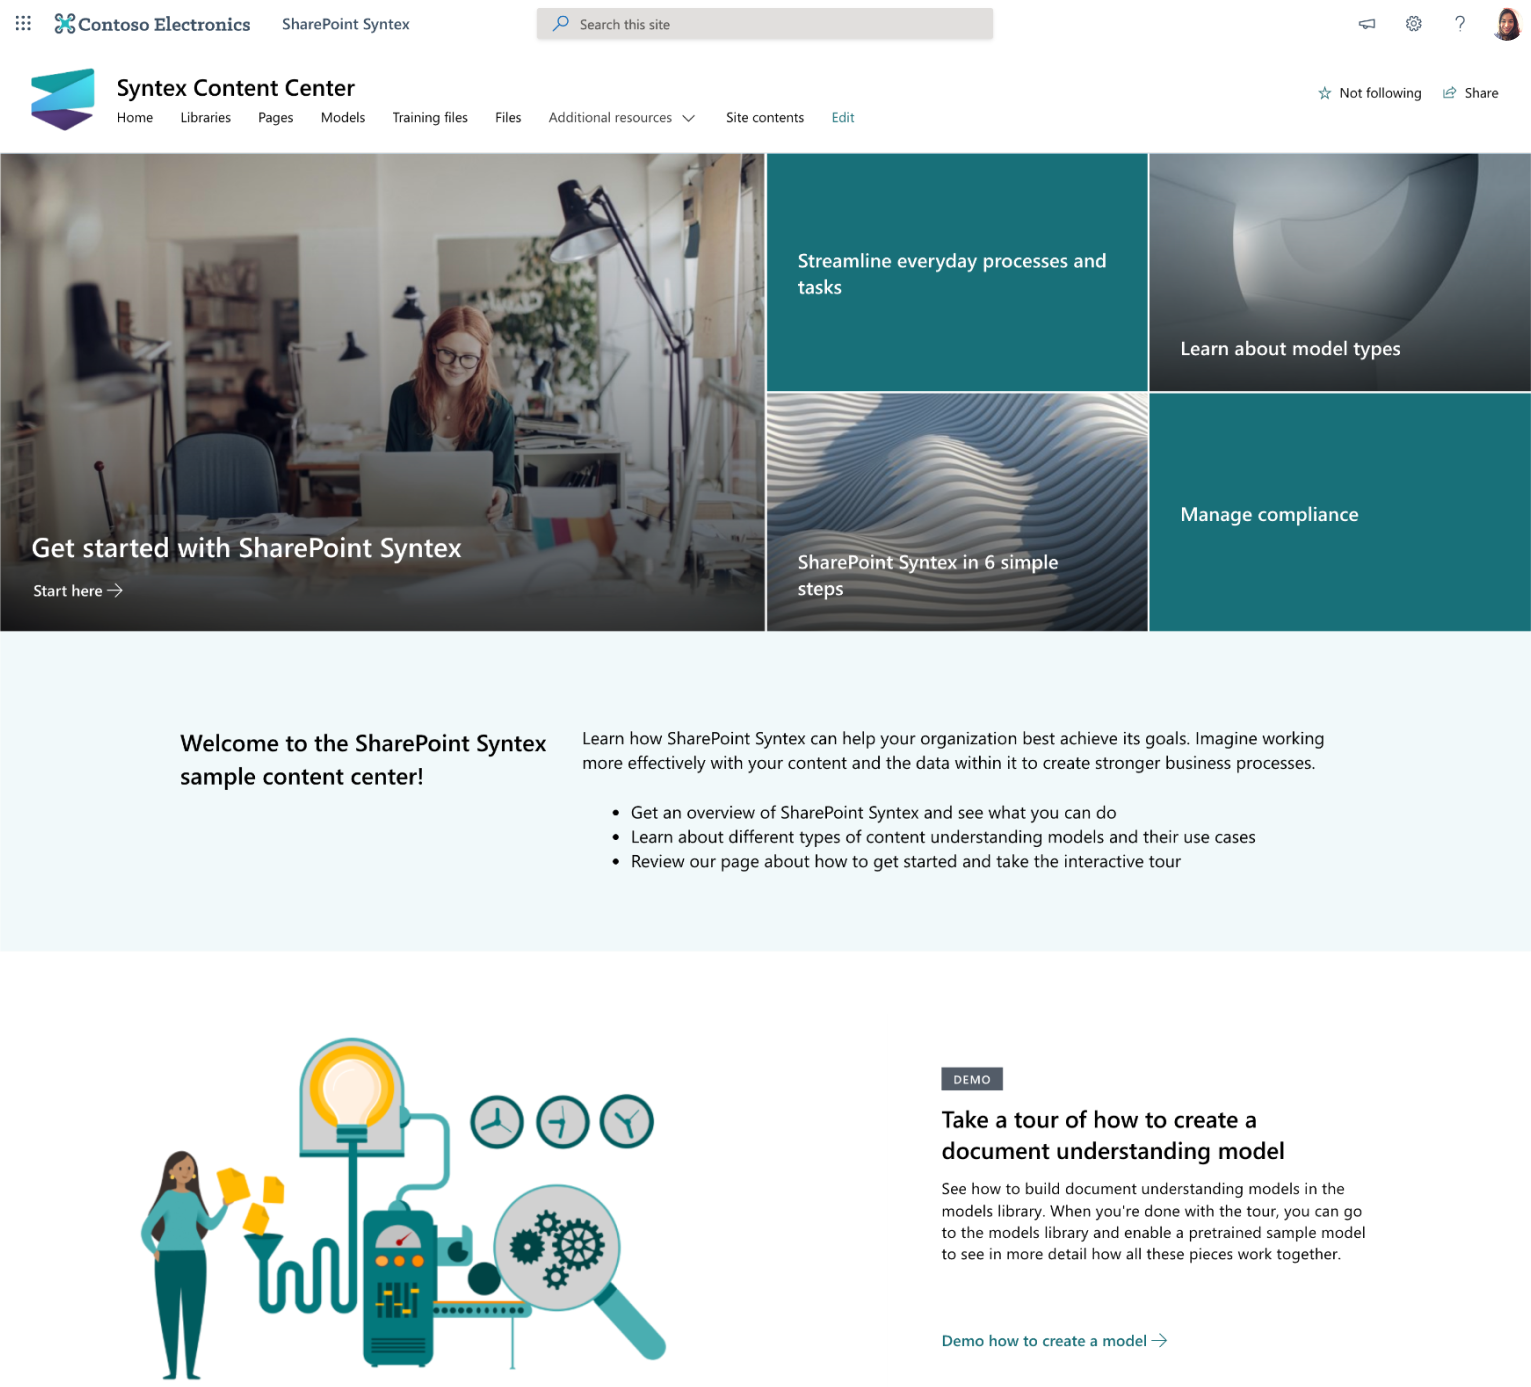 Contoso Electronics
SharePoint Syntex
Search this site
Syntex Content Center
Not following
Share
Home
Libraries
Pages
Models
Training files
Files
Additional resources
Site contents
Edit
Get started with SharePoint Syntex
Start here
Streamline everyday processes and
tasks
Learn about model types
SharePoint Syntex in 6 simple
steps
Manage compliance
Welcome to the SharePoint Syntex
sample content center!
Learn how SharePoint Syntex can help your organization best achieve its goals. Imagine working
more effectively with your content and the data within it to create stronger business processes.
• Get an overview of SharePoint Syntex and see what you can do
• Learn about different types of content understanding models and their use cases
• Review our page about how to get started and take the interactive tour
DEMO
Take a tour of how to create a
document understanding model
See how to build document understanding models in the
models library. When you're done with the tour, you can go
to the models library and enable a pretrained sample model
to see in more detail how all these pieces work together.
Demo how to create a model